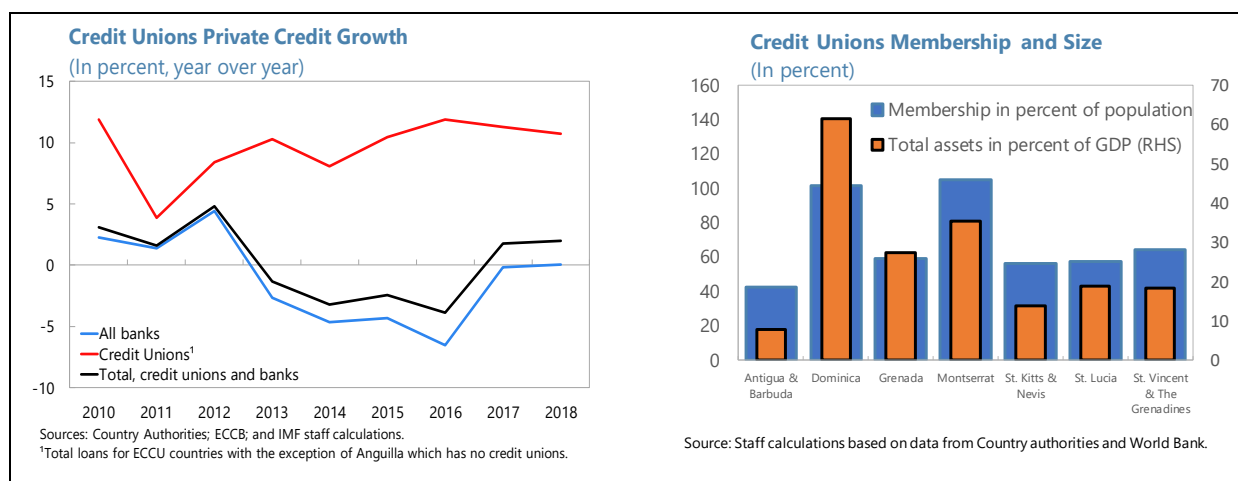 Credit Unions Private Credit Growth
(In percent, year over year)
15
10
5
0
-5
-10
All banks
Credit Unions¹
Total, credit unions and banks
2010 2011 2012 2013 2014 2015 2016 2017 2018
Sources: Country Authorities; ECCB; and IMF staff calculations.
¹Total loans for ECCU countries with the exception of Anguilla which has no credit unions.
Credit Unions Membership and Size
(In percent)
160
140
120
100
80
60
40
20
0
70
60
50
40
30
20
10
0
Membership in percent of population
Total assets in percent of GDP (RHS)
Antigua & Dominica Grenada Montserrat St. Kitts & St. Lucia St. Vincent
Barbuda Nevis & The
Grenadines
Source: Staff calculations based on data from Country authorities and World Bank.